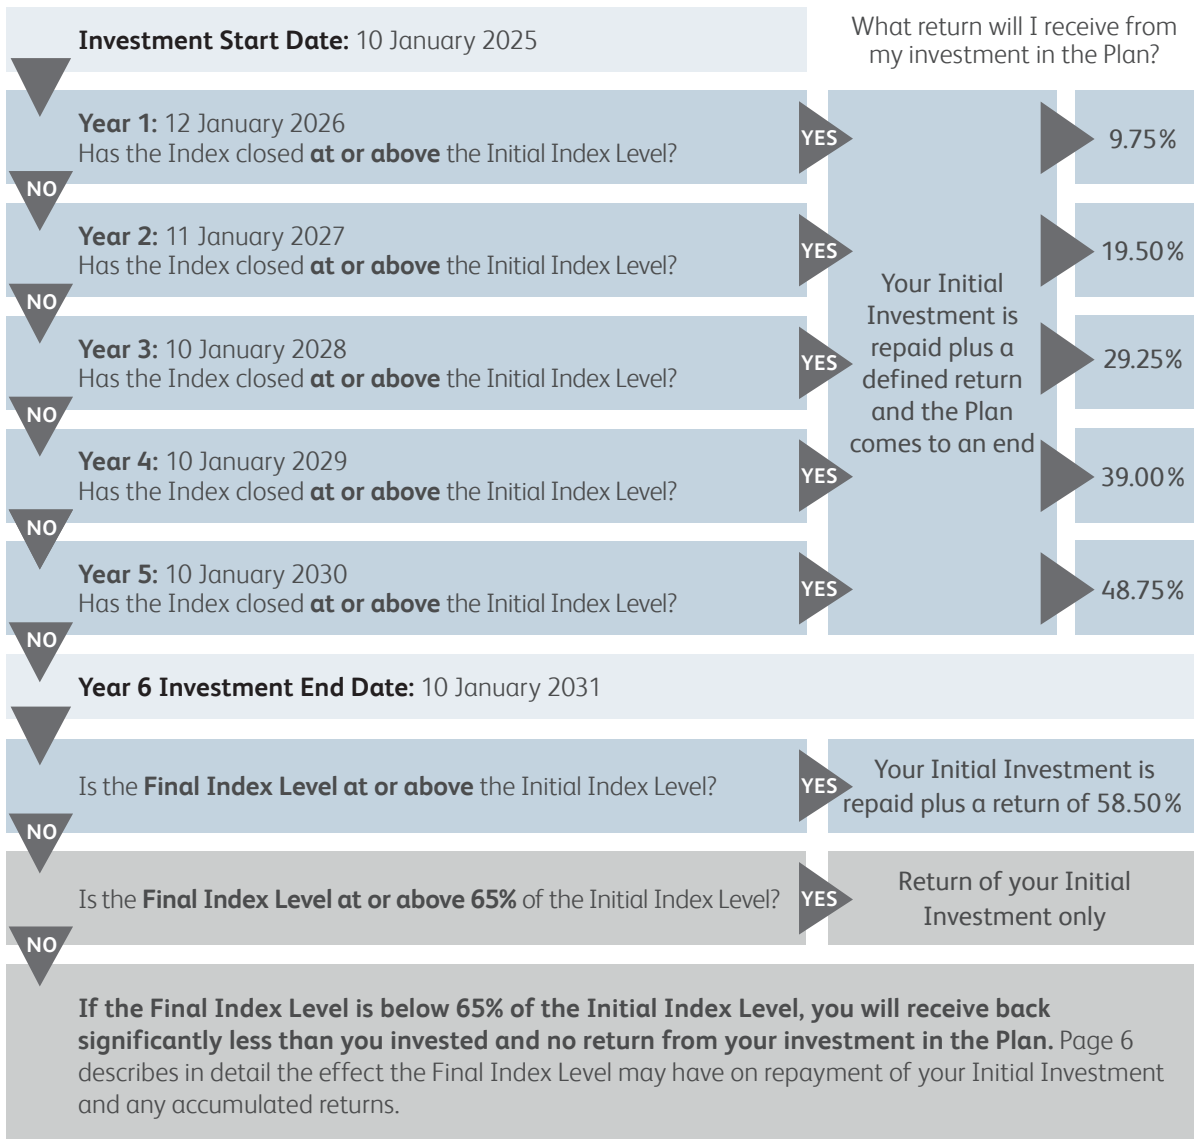 Investment Start Date: 10 January 2025
What return will I receive from
my investment in the Plan?
Year 1: 12 January 2026
Has the Index closed at or above the Initial Index Level?
YES
9.75%
NO
Year 2: 11 January 2027
Has the Index closed at or above the Initial Index Level?
YES
19.50%
NO
Year 3: 10 January 2028
Has the Index closed at or above the Initial Index Level?
YES
29.25%
NO
Year 4: 10 January 2029
Has the Index closed at or above the Initial Index Level?
YES
39.00%
NO
Year 5: 10 January 2030
Has the Index closed at or above the Initial Index Level?
YES
48.75%
Your Initial
Investment is
repaid plus a
defined return
and the Plan
comes to an end
NO
Year 6 Investment End Date: 10 January 2031
Is the Final Index Level at or above the Initial Index Level?
YES
Your Initial Investment is
repaid plus a return of 58.50%
NO
Is the Final Index Level at or above 65% of the Initial Index Level?
YES
Return of your Initial
Investment only
NO
If the Final Index Level is below 65% of the Initial Index Level, you will receive back
significantly less than you invested and no return from your investment in the Plan. Page 6
describes in detail the effect the Final Index Level may have on repayment of your Initial Investment
and any accumulated returns.